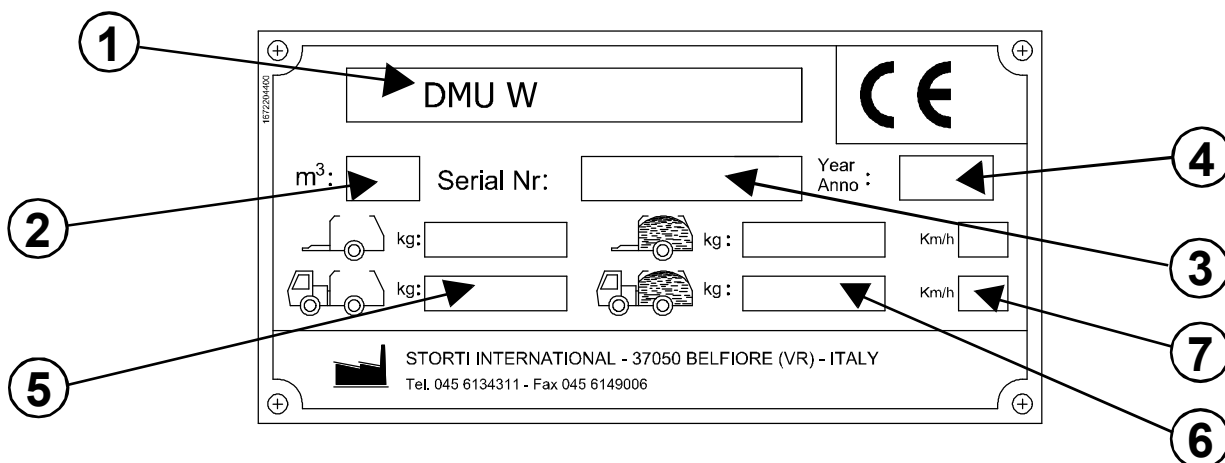 1
DMU W
CE
1672204400
m³:
Serial Nr:
Year
Anno :
4
2
kg:
kg:
Km/h
3
kg:
kg:
Km/h
5
7
STORTI INTERNATIONAL - 37050 BELFIORE (VR) - ITALY
Tel. 045 6134311 - Fax 045 6149006
6